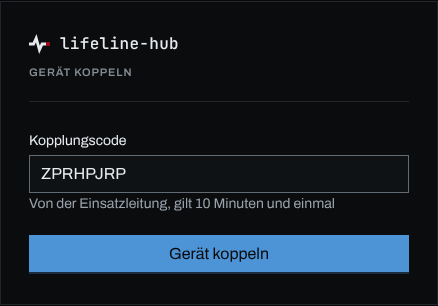 lifeline-hub
GERÄT KOPPELN
Kopplungscode
ZPRHPJRP
Von der Einsatzleitung, gilt 10 Minuten und einmal
Gerät koppeln